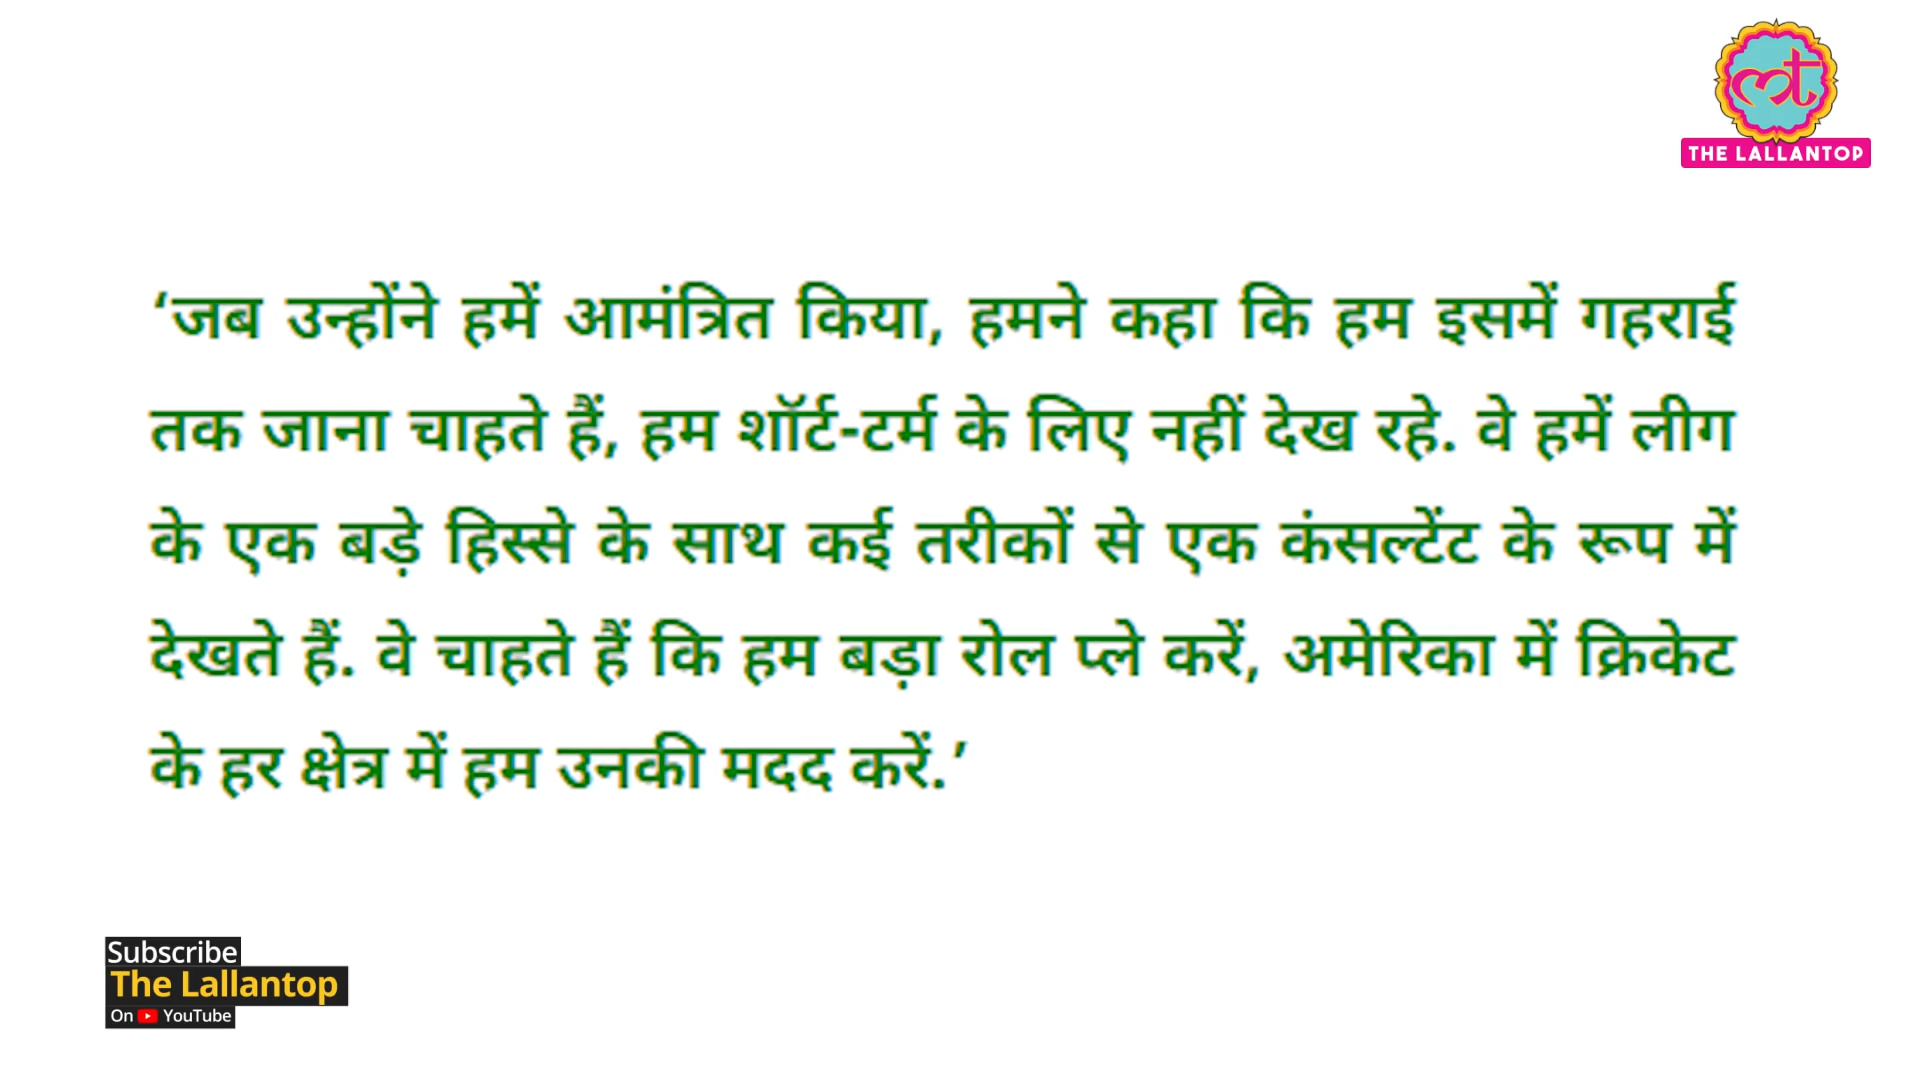 THE LALLANTOP
‘जब उन्होंने हमें आमंत्रित किया, हमने कहा कि हम इसमें गहराई
तक जाना चाहते हैं, हम शॉर्ट-टर्म के लिए नहीं देख रहे. वे हमें लीग
के एक बड़े हिस्से के साथ कई तरीकों से एक कंसल्टेंट के रूप में
देखते हैं. वे चाहते हैं कि हम बड़ा रोल प्ले करें, अमेरिका में क्रिकेट
के हर क्षेत्र में हम उनकी मदद करें.’
Subscribe
The Lallantop
On YouTube